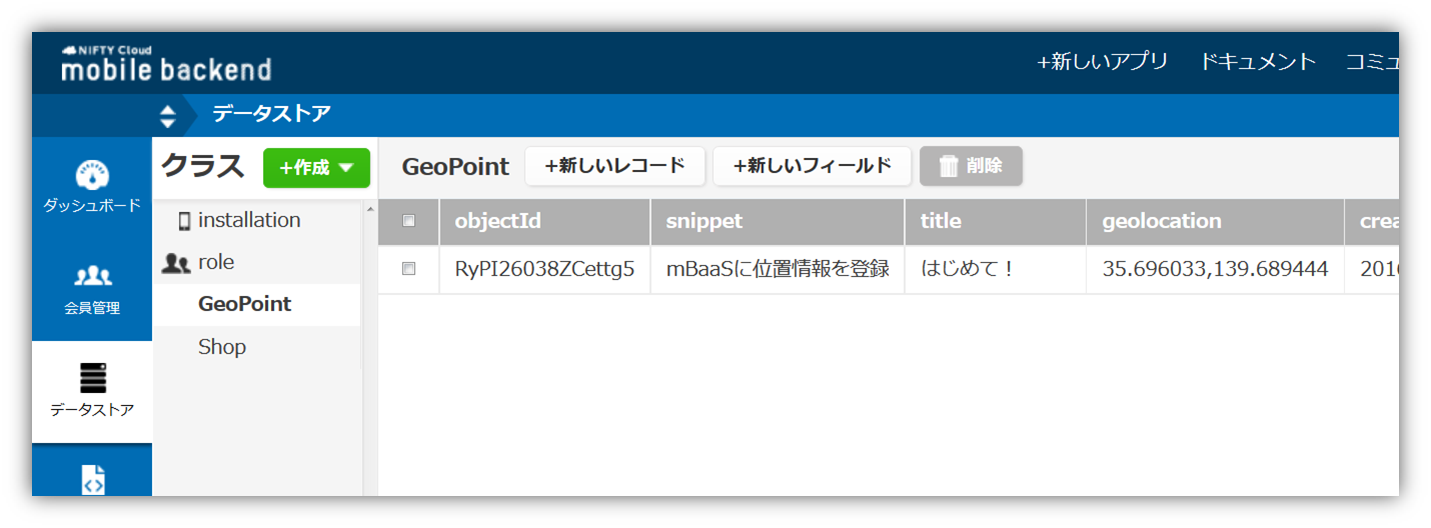 NIFTY Cloud
mobile backend
+新しいアプリ ドキュメント コミュ
データストア
クラス +作成
GeoPoint +新しいレコード +新しいフィールド 削除
ダッシュボード
会員管理
データストア
installation
role
GeoPoint
Shop
objectId snippet title geolocation crea
RyPI26038ZCettg5 mBaaSに位置情報を登録 はじめて！ 35.696033,139.689444 2016